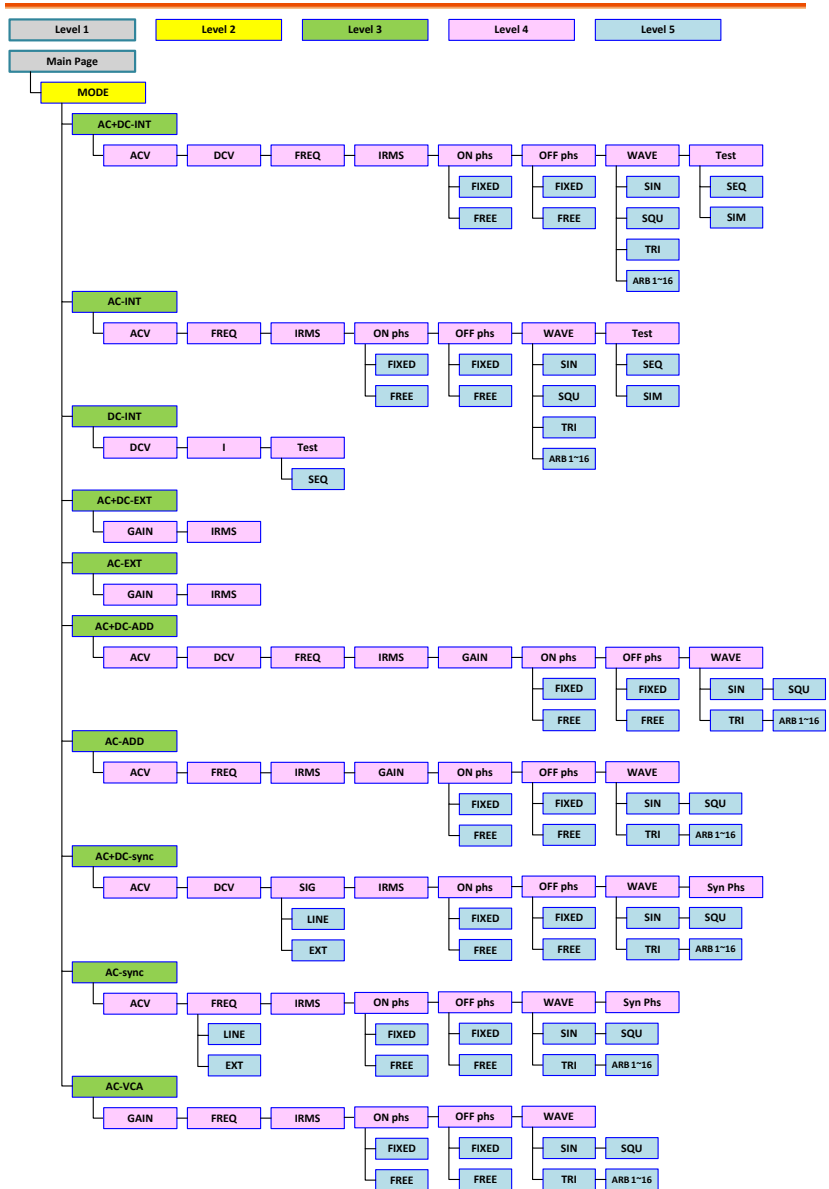 Level 1 Level 2 Level 3 Level 4 Level 5
Main Page
MODE
AC+DC-INT
ACV DCV FREQ IRMS ON phs OFF phs WAVE Test
FIXED FIXED SIN SEQ
FREE FREE SQU SIM
TRI
ARB 1~16
AC-INT
ACV FREQ IRMS ON phs OFF phs WAVE Test
FIXED FIXED SIN SEQ
FREE FREE SQU SIM
TRI
ARB 1~16
DC-INT
DCV I Test
SEQ
AC+DC-EXT
GAIN IRMS
AC-EXT
GAIN IRMS
AC+DC-ADD
ACV DCV FREQ IRMS GAIN ON phs OFF phs WAVE
FIXED FIXED SIN SQU
FREE FREE TRI ARB 1~16
AC-ADD
ACV FREQ IRMS GAIN ON phs OFF phs WAVE
FIXED FIXED SIN SQU
FREE FREE TRI ARB 1~16
AC+DC-sync
ACV DCV SIG IRMS ON phs OFF phs WAVE Syn Phs
LINE FIXED FIXED SIN SQU
EXT FREE FREE TRI ARB 1~16
AC-sync
ACV FREQ IRMS ON phs OFF phs WAVE Syn Phs
LINE FIXED FIXED SIN SQU
EXT FREE FREE TRI ARB 1~16
AC-VCA
GAIN FREQ IRMS ON phs OFF phs WAVE
FIXED FIXED SIN SQU
FREE FREE TRI ARB 1~16